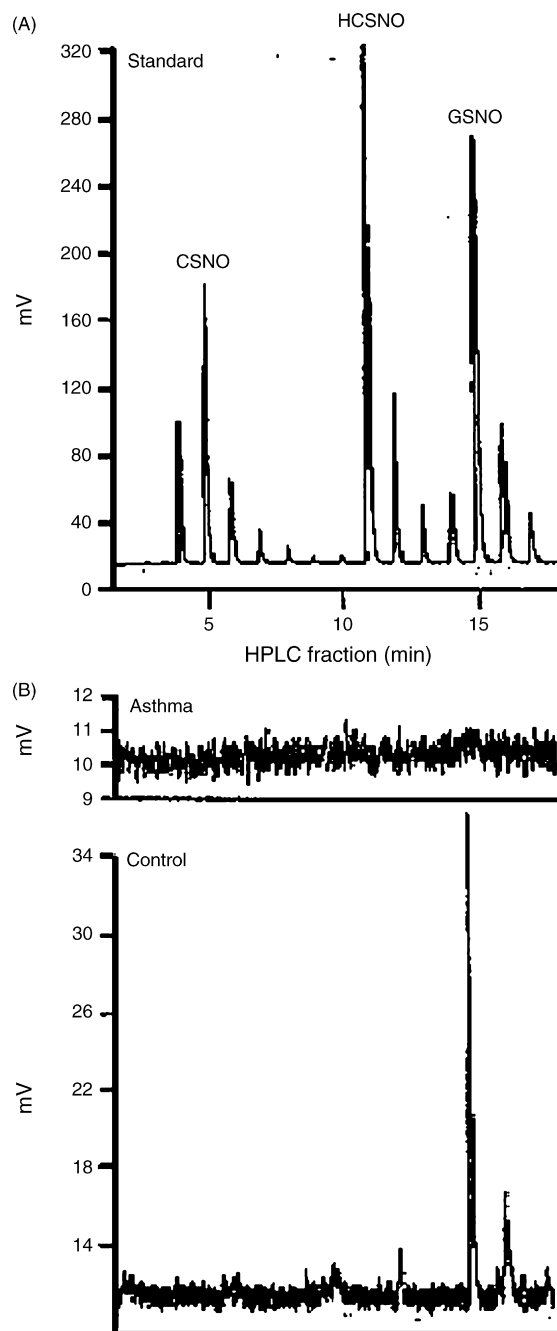 (A)
Standard
HCSNO
GSNO
CSNO
320
280
240
200
160
120
80
40
0
mV
5 10 15
HPLC fraction (min)
(B)
Asthma
12
11
10
9
mV
Control
34
30
26
22
18
14
mV